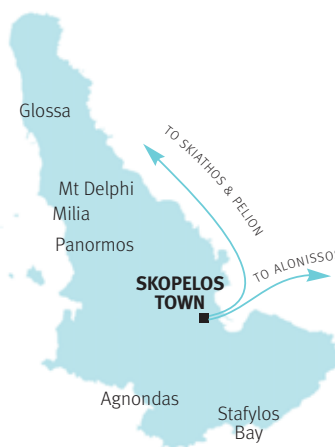 Glossa
TO SKIATHOS & PELION
Mt Delphi
Milia
Panormos
TO ALONISSOS
SKOPELOS
TOWN
Agnondas
Stafylos
Bay